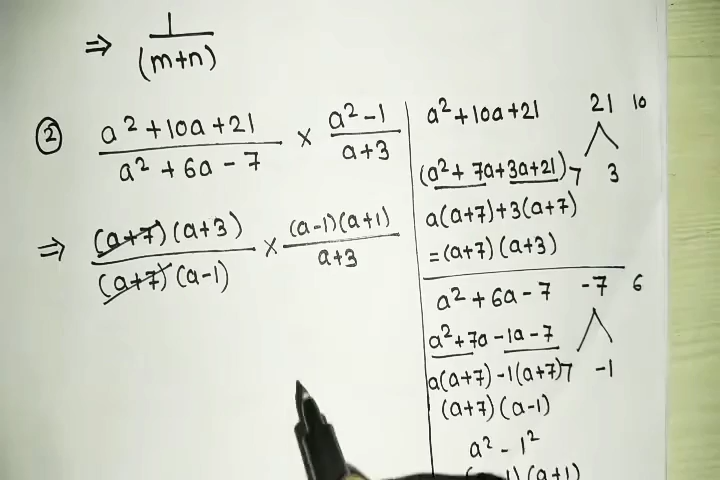 ⇒ 1/(m+n)
② (a² + 10a + 21)/(a² + 6a - 7) × (a² - 1)/(a+3)
⇒ (a+7)(a+3)/(a+7)(a-1) × (a-1)(a+1)/(a+3)
a² + 10a + 21 21 10
(a² + 7a + 3a + 21) 7 3
a(a+7) + 3(a+7)
= (a+7)(a+3)
a² + 6a - 7 -7 6
a² + 7a - 1a - 7
a(a+7) - 1(a+7) 7 -1
(a+7)(a-1)
a² - 1²
1)(a+1)